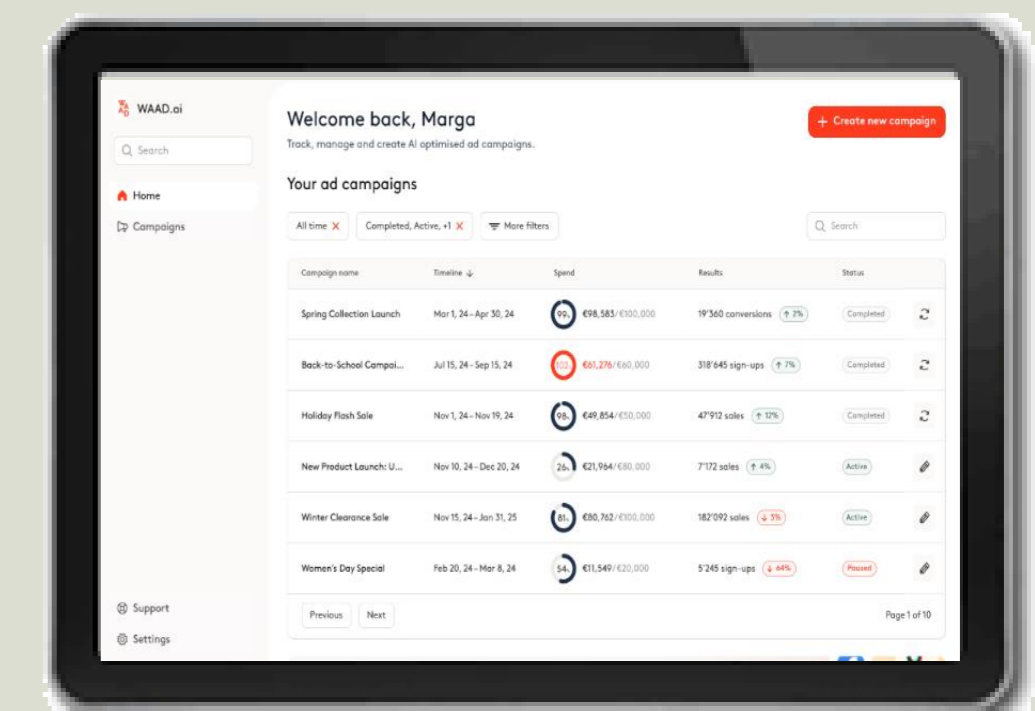 WAAD.ai
Search
Home
Campaigns
Support
Settings
Welcome back, Marga
Track, manage and create AI optimised ad campaigns.
+ Create new campaign
Your ad campaigns
All time X Completed, Active, +1 X More filters Search
Campaign name Timeline ↓ Spend Results Status
Spring Collection Launch Mar 1, 24 – Apr 30, 24 99% €98,583/€100,000 19'360 conversions ↑ 2% Completed
Back-to-School Campai... Jul 15, 24 – Sep 15, 24 102% €61,276/€60,000 318'645 sign-ups ↑ 7% Completed
Holiday Flash Sale Nov 1, 24 – Nov 19, 24 98% €49,854/€50,000 47'912 sales ↑ 12% Completed
New Product Launch: U... Nov 10, 24 – Dec 20, 24 26% €21,964/€80,000 7'172 sales ↑ 4% Active
Winter Clearance Sale Nov 15, 24 – Jan 31, 25 81% €80,762/€100,000 182'092 sales ↓ 3% Active
Women's Day Special Feb 20, 24 – Mar 8, 24 54% €11,549/€20,000 5'245 sign-ups ↓ 64% Paused
Previous Next Page 1 of 10